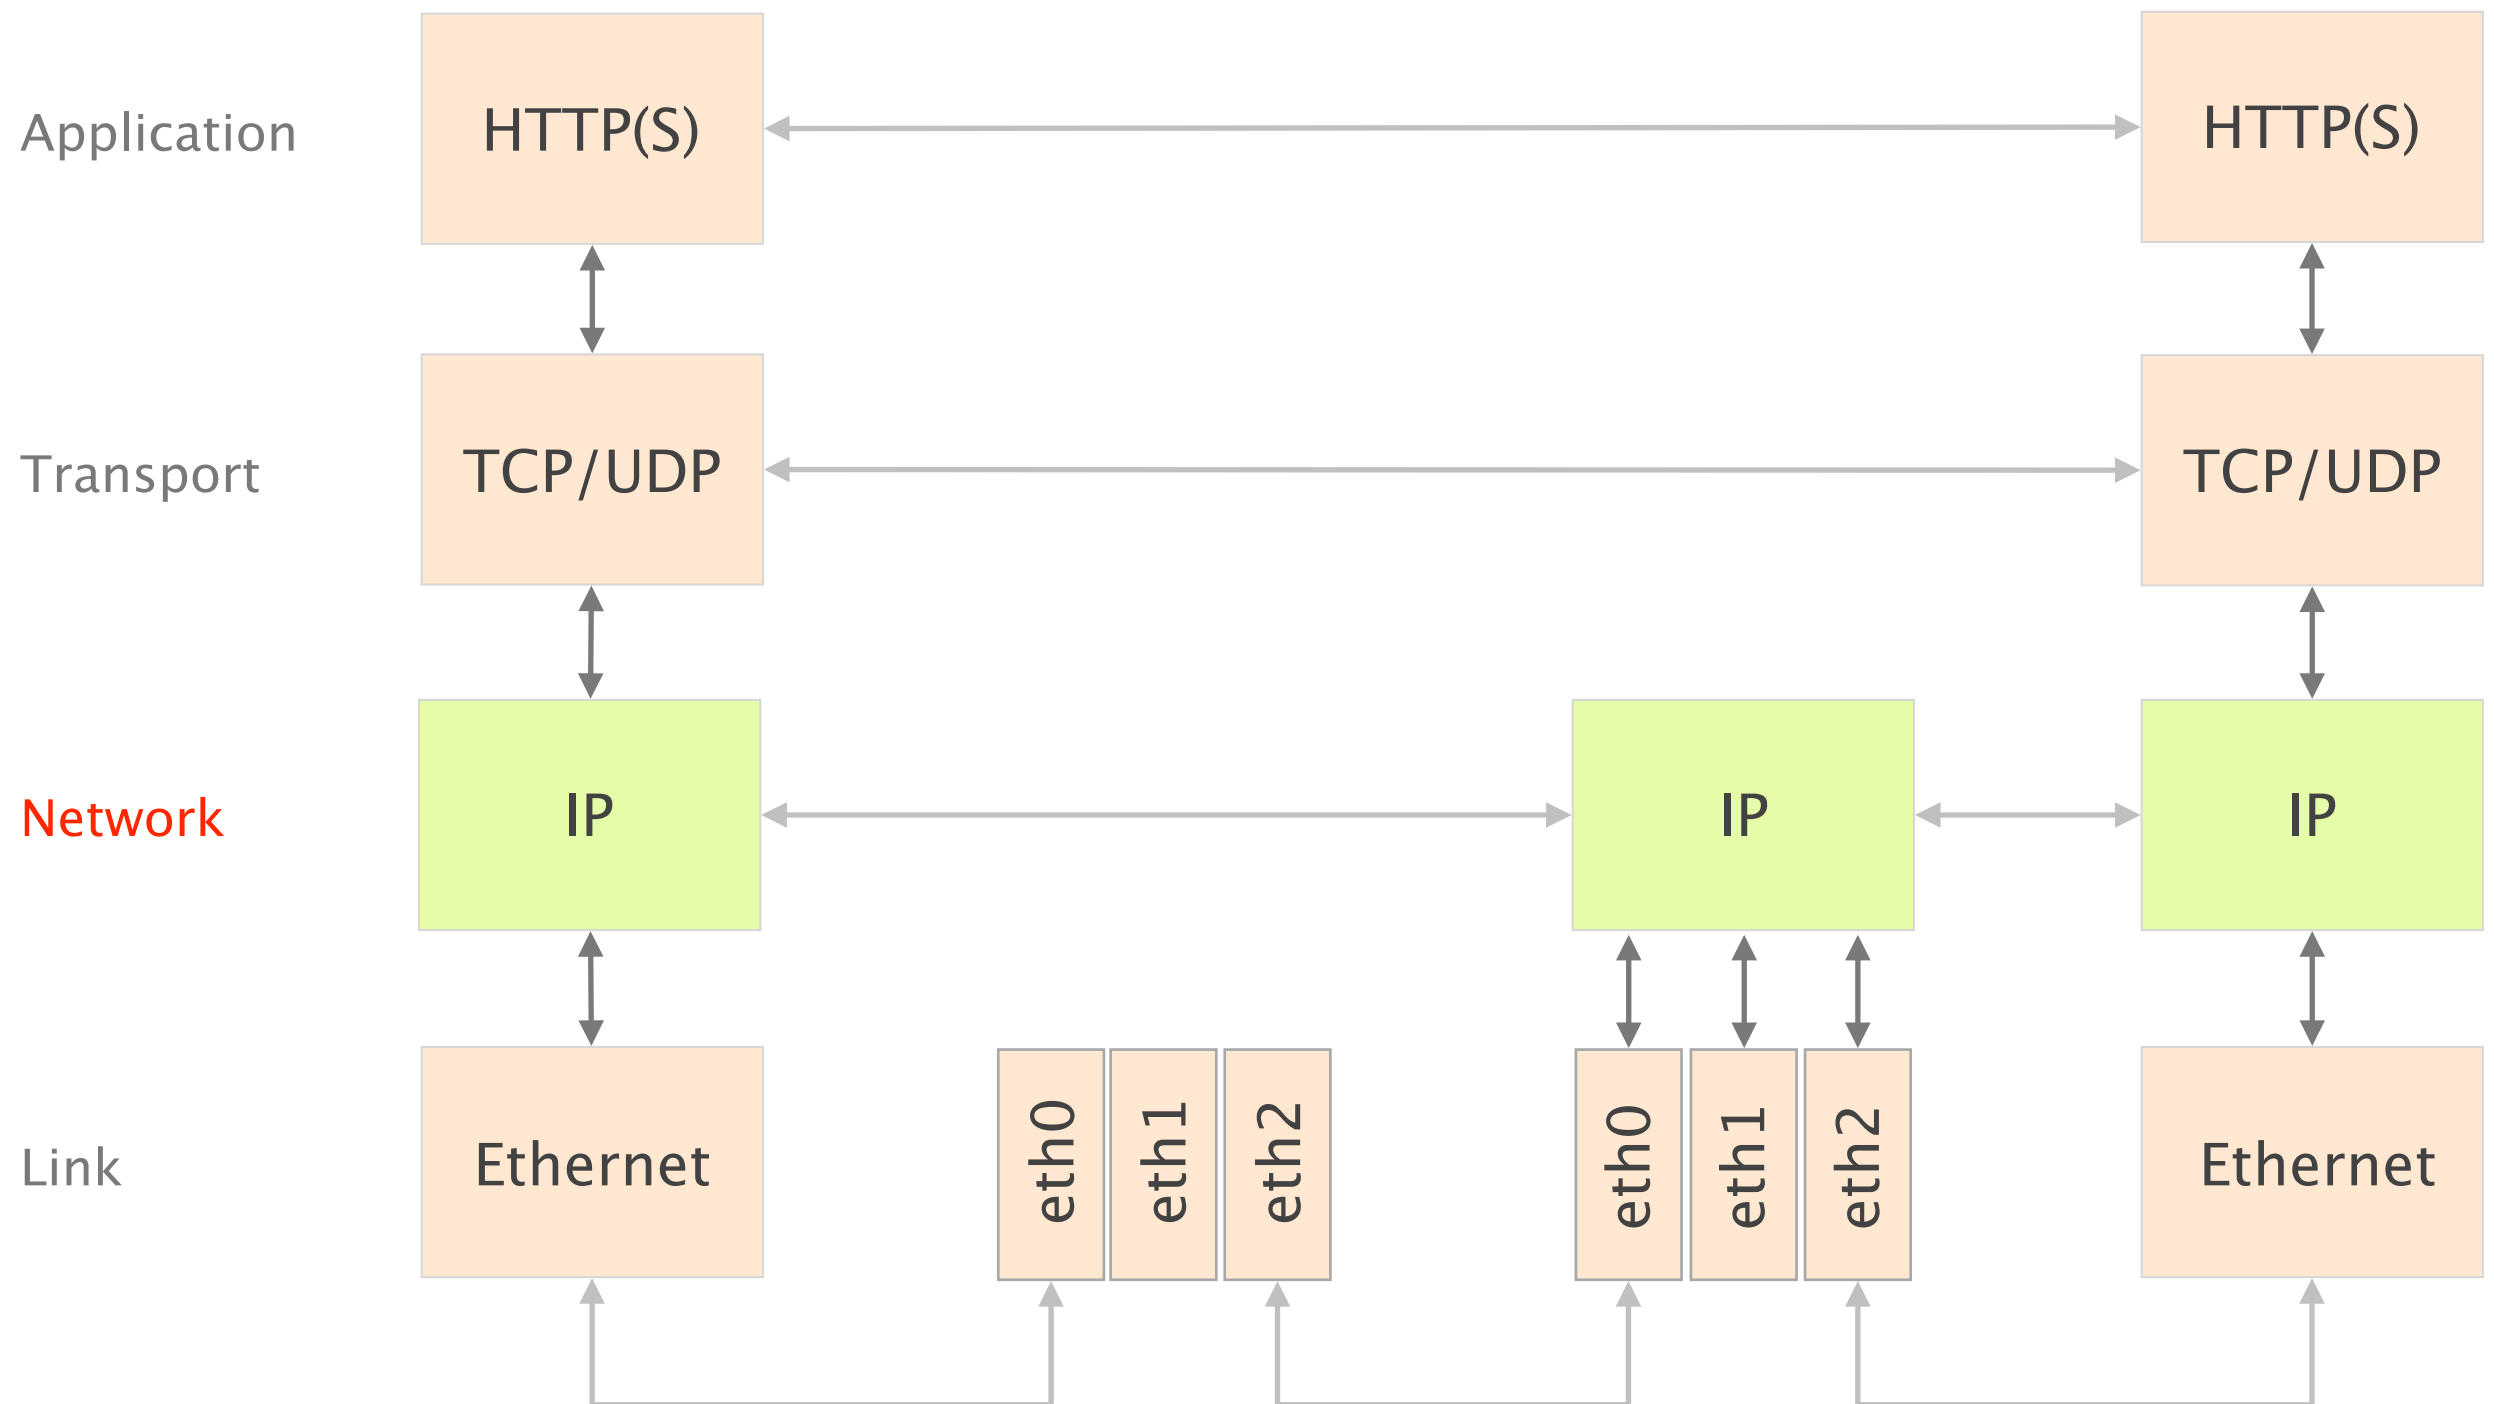 Application
HTTP(S)
HTTP(S)
Transport
TCP/UDP
TCP/UDP
Network
IP
IP
IP
Link
Ethernet
eth0
eth1
eth2
eth0
eth1
eth2
Ethernet